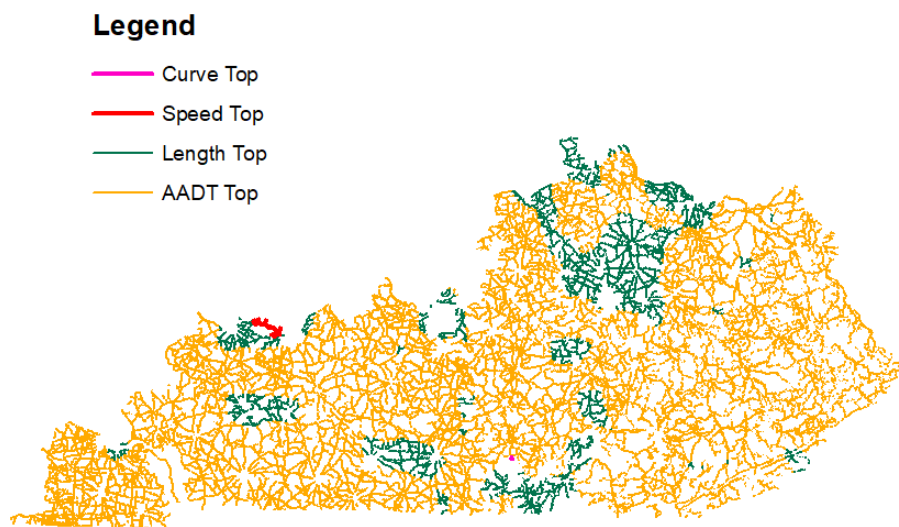 Legend
Curve Top
Speed Top
Length Top
AADT Top